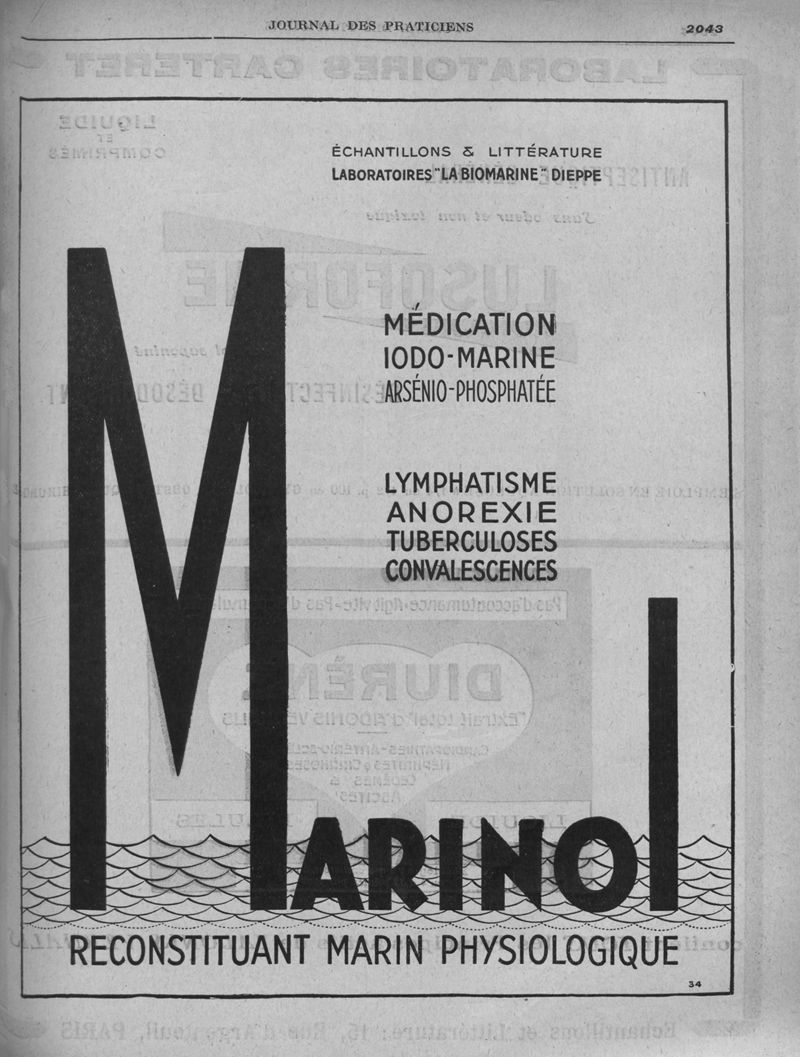 JOURNAL DES PRATICIENS
2043
ÉCHANTILLONS & LITTÉRATURE
LABORATOIRES "LA BIOMARINE" DIEPPE
MÉDICATION
IODO-MARINE
ARSÉNIO-PHOSPHATÉE
LYMPHATISME
ANOREXIE
TUBERCULOSES
CONVALESCENCES
MARINOL
RECONSTITUANT MARIN PHYSIOLOGIQUE
34